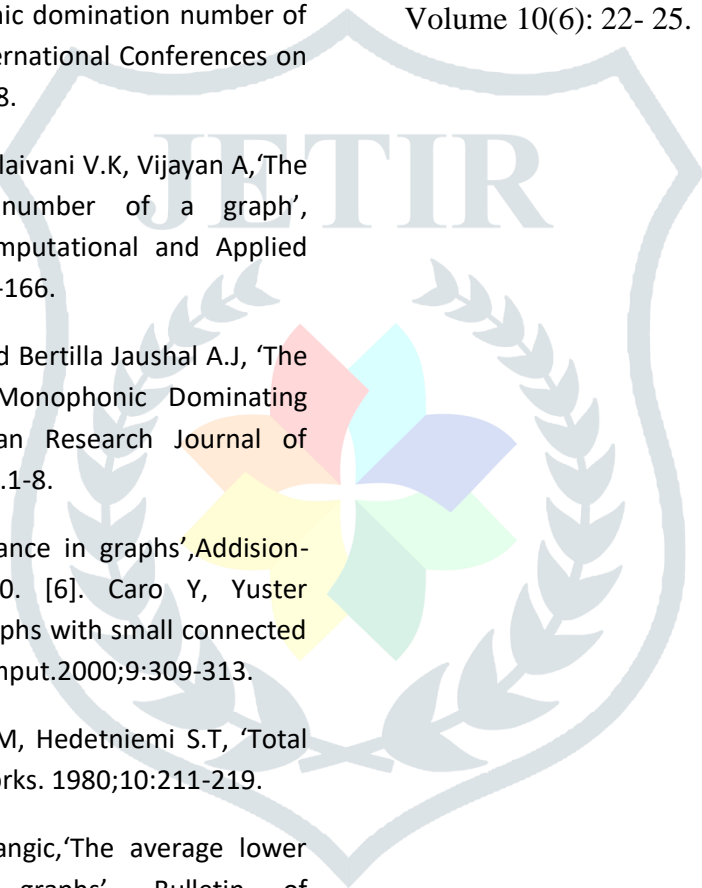 nic domination number of
ernational Conferences on
8.
laivani V.K, Vijayan A,‘The
number of a graph’,
mputational and Applied
-166.
d Bertilla Jaushal A.J, ‘The
Monophonic Dominating
an Research Journal of
.1-8.
ance in graphs’,Addision-
0. [6]. Caro Y, Yuster
phs with small connected
mput.2000;9:309-313.
M, Hedetniemi S.T, ‘Total
orks. 1980;10:211-219.
angic,‘The average lower
graphs’, Bulletin of
Volume 10(6): 22- 25.
JETIR